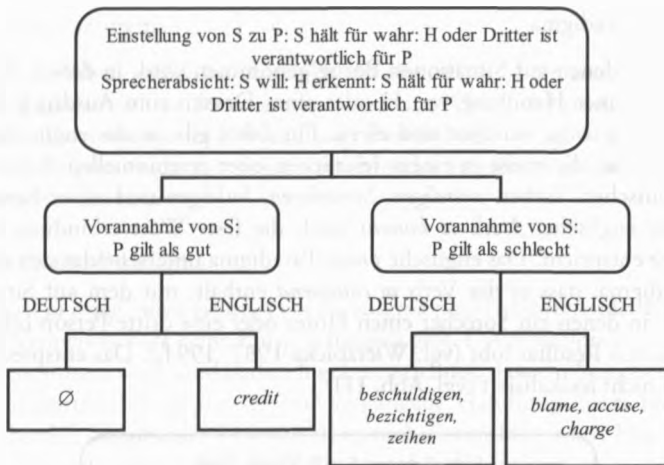 Einstellung von S zu P: S hält für wahr: H oder Dritter ist
verantwortlich für P
Sprecherabsicht: S will: H erkennt: S hält für wahr: H oder
Dritter ist verantwortlich für P
Vorannahme von S:
P gilt als gut
Vorannahme von S:
P gilt als schlecht
DEUTSCH ENGLISCH DEUTSCH ENGLISCH
∅
credit
beschuldigen,
bezichtigen,
zeihen
blame, accuse,
charge